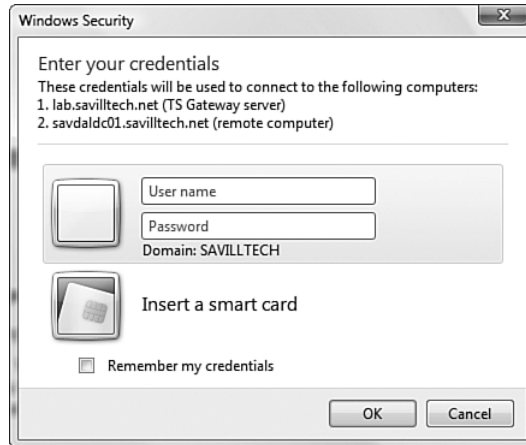 Windows Security
Enter your credentials
These credentials will be used to connect to the following computers:
1. lab.savilltech.net (TS Gateway server)
2. savdaldc01.savilltech.net (remote computer)
User name
Password
Domain: SAVILLTECH
Insert a smart card
Remember my credentials
OK
Cancel